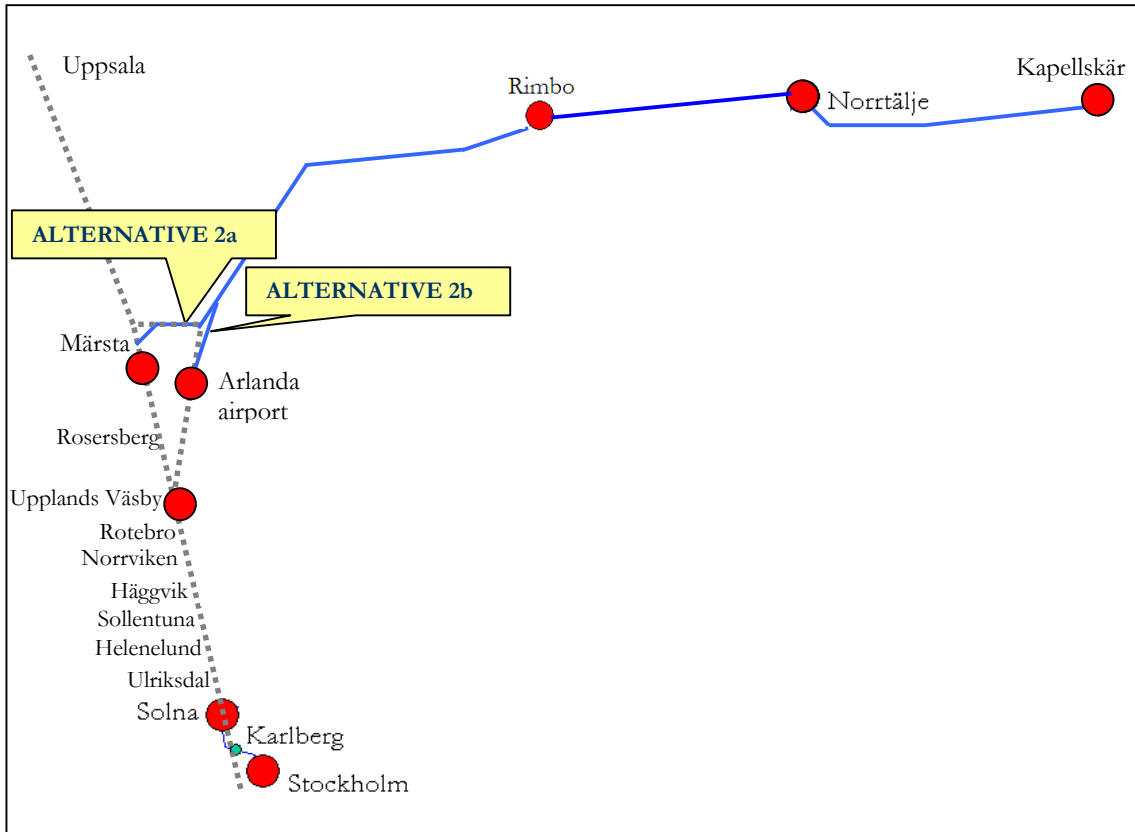 Uppsala
Kapellskär
Rimbo
Norrtälje
ALTERNATIVE 2a
ALTERNATIVE 2b
Märsta
Arlanda
airport
Rosersberg
Upplands Väsby
Rotebro
Norrviken
Häggvik
Sollentuna
Helenelund
Ulriksdal
Solna
Karlberg
Stockholm